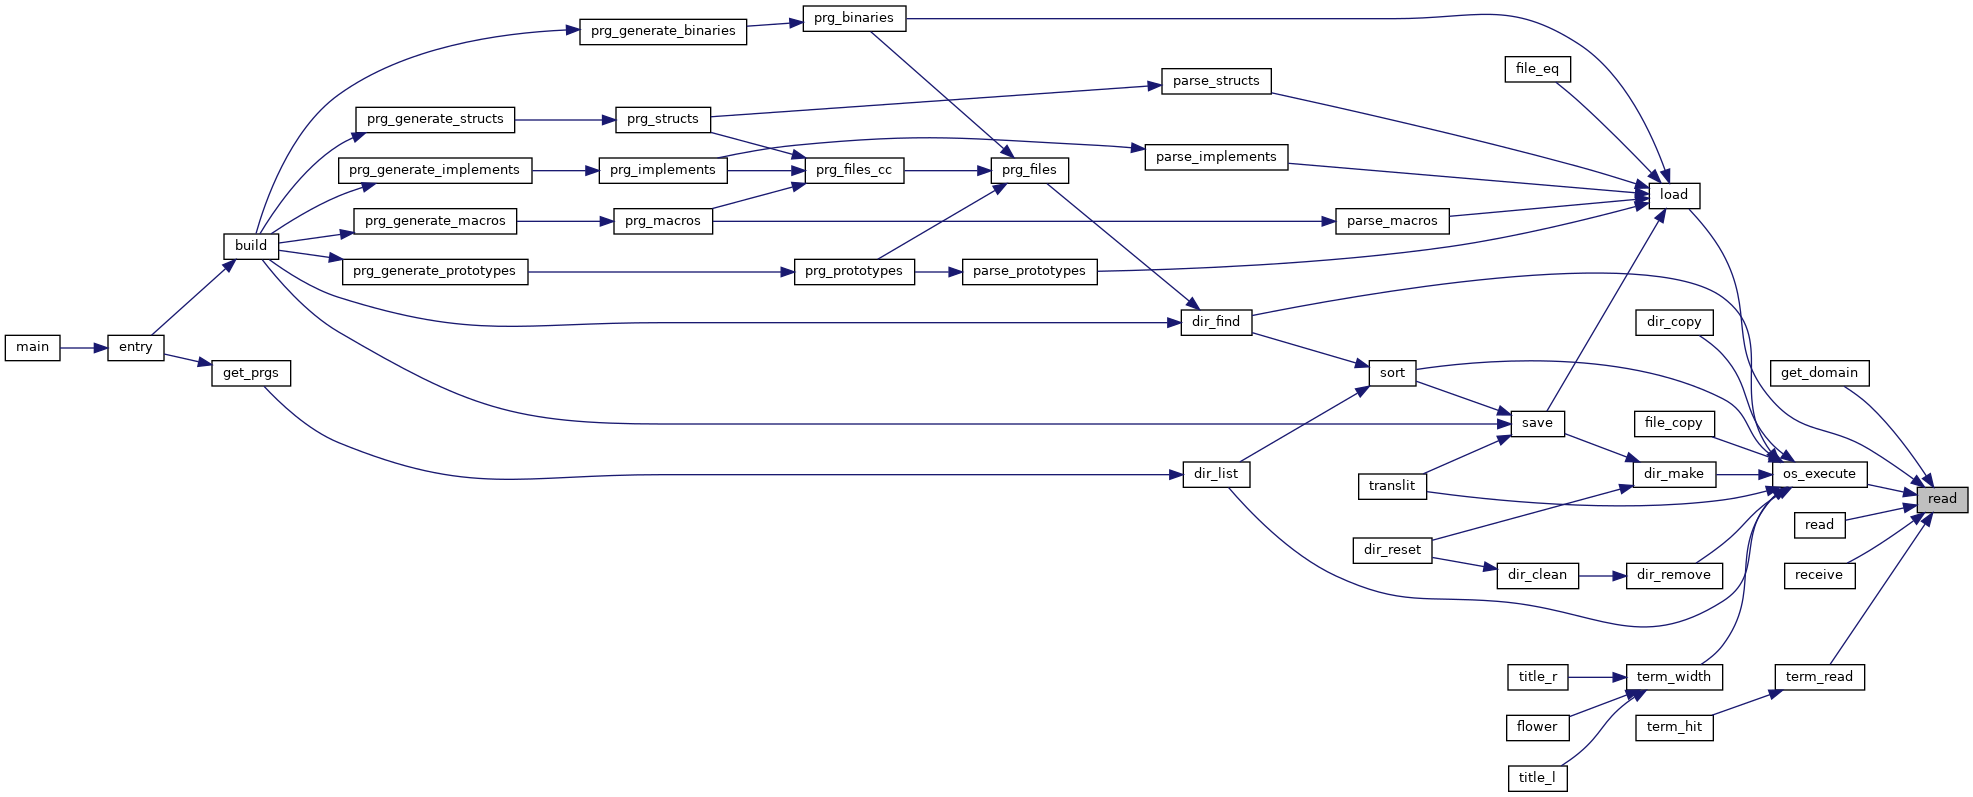 main
entry
build
get_prgs
prg_generate_binaries
prg_generate_structs
prg_generate_implements
prg_generate_macros
prg_generate_prototypes
prg_structs
prg_implements
prg_macros
prg_binaries
prg_files_cc
prg_prototypes
prg_files
parse_prototypes
parse_structs
parse_implements
dir_find
dir_list
parse_macros
sort
translit
dir_reset
file_eq
save
dir_clean
title_r
flower
title_l
load
dir_copy
file_copy
dir_make
dir_remove
term_width
term_hit
get_domain
os_execute
read
receive
term_read
read